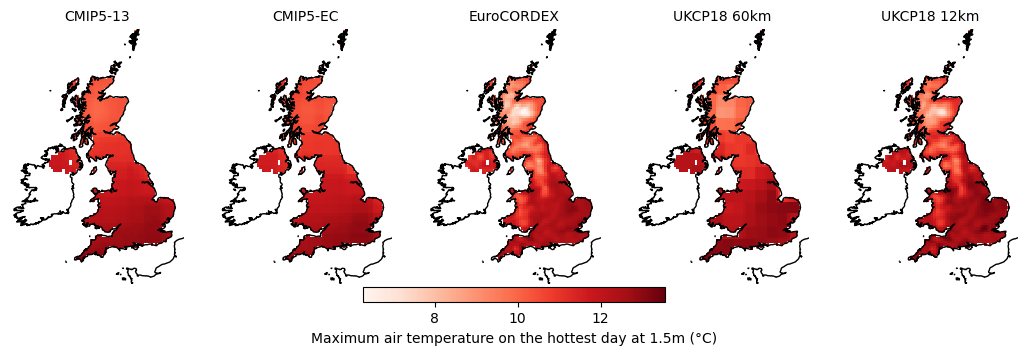 CMIP5-13
CMIP5-EC
EuroCORDEX
UKCP18 60km
UKCP18 12km
8
10
12
Maximum air temperature on the hottest day at 1.5m (°C)